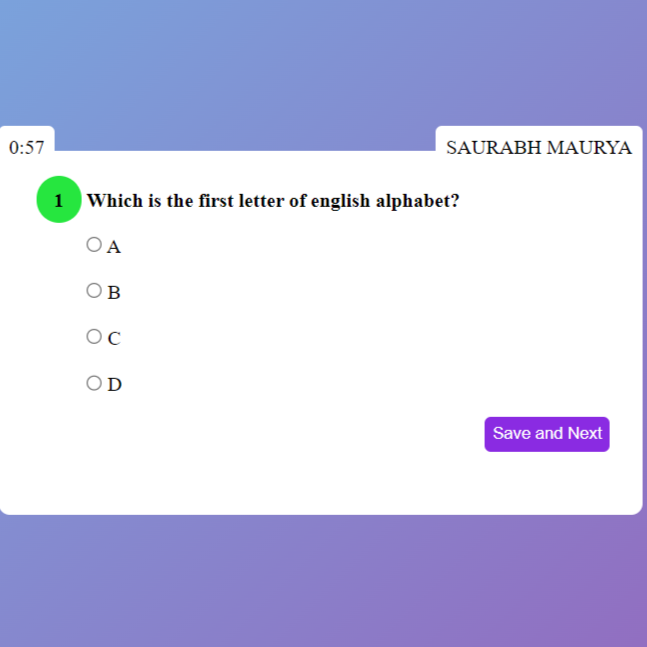 0:57
SAURABH MAURYA
1 Which is the first letter of english alphabet?
A
B
C
D
Save and Next